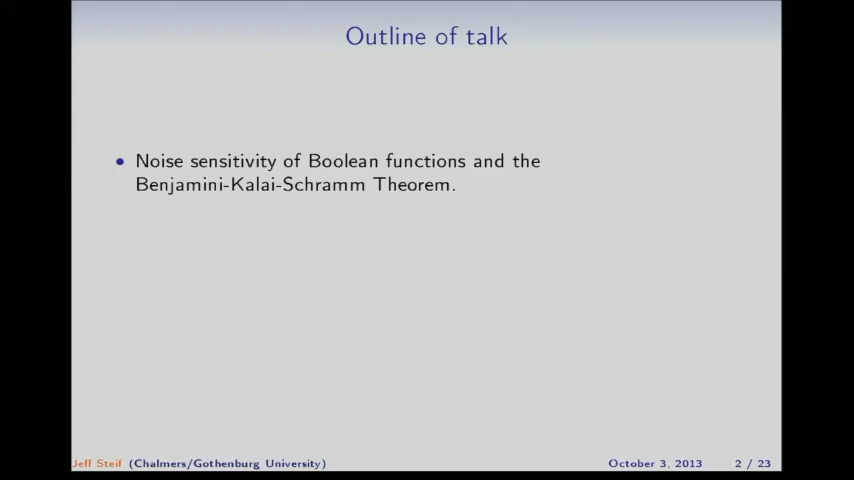 Outline of talk
• Noise sensitivity of Boolean functions and the
Benjamini-Kalai-Schramm Theorem.
Jeff Steif (Chalmers/Gothenburg University) October 3, 2013 2 / 23